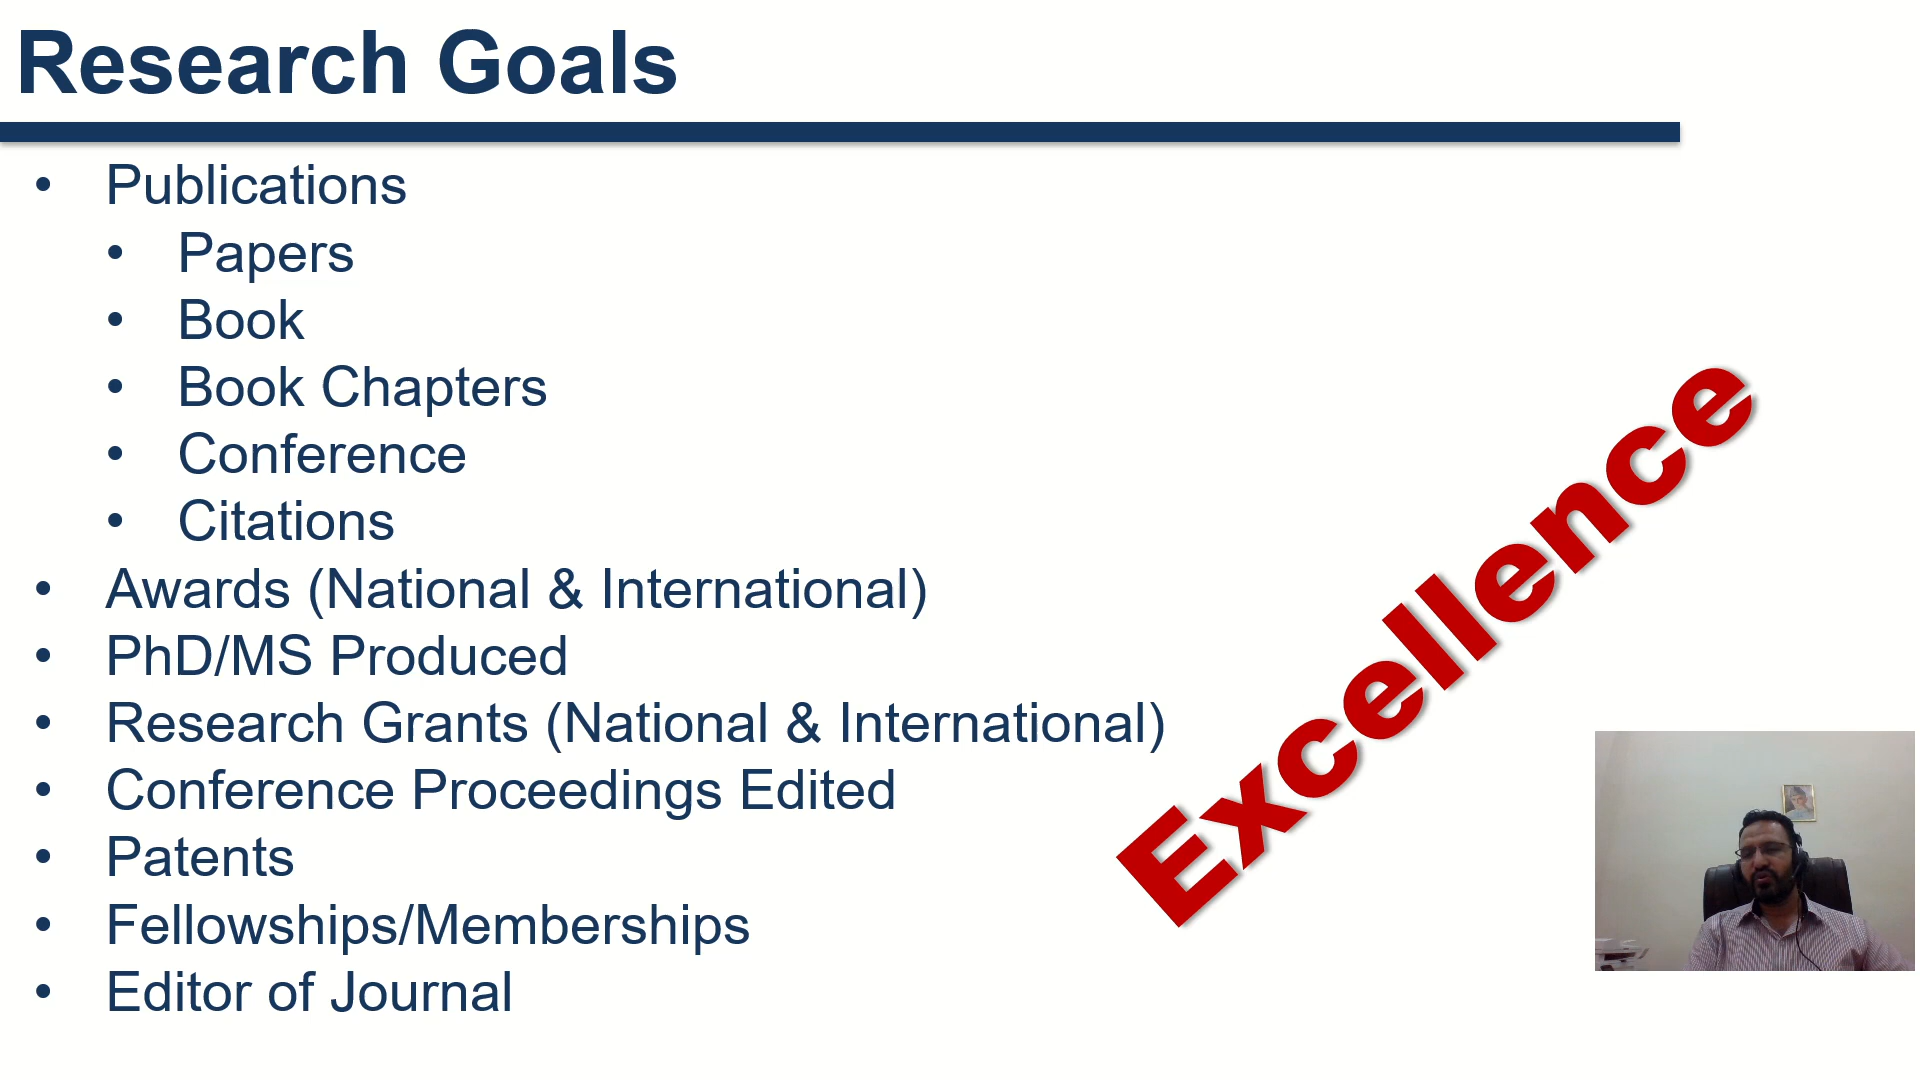 Research Goals
• Publications
• Papers
• Book
• Book Chapters
• Conference
• Citations
• Awards (National & International)
• PhD/MS Produced
• Research Grants (National & International)
• Conference Proceedings Edited
• Patents
• Fellowships/Memberships
• Editor of Journal
Excellence